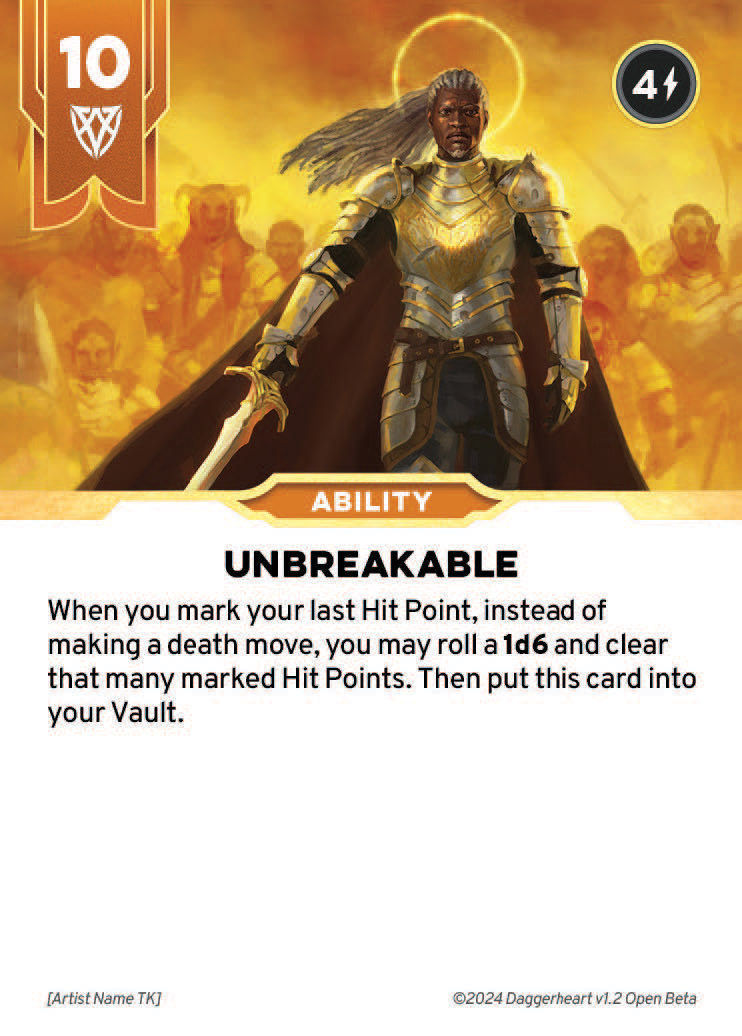 10
4
ABILITY
UNBREAKABLE
When you mark your last Hit Point, instead of
making a death move, you may roll a 1d6 and clear
that many marked Hit Points. Then put this card into
your Vault.
[Artist Name TK]
©2024 Daggerheart v1.2 Open Beta